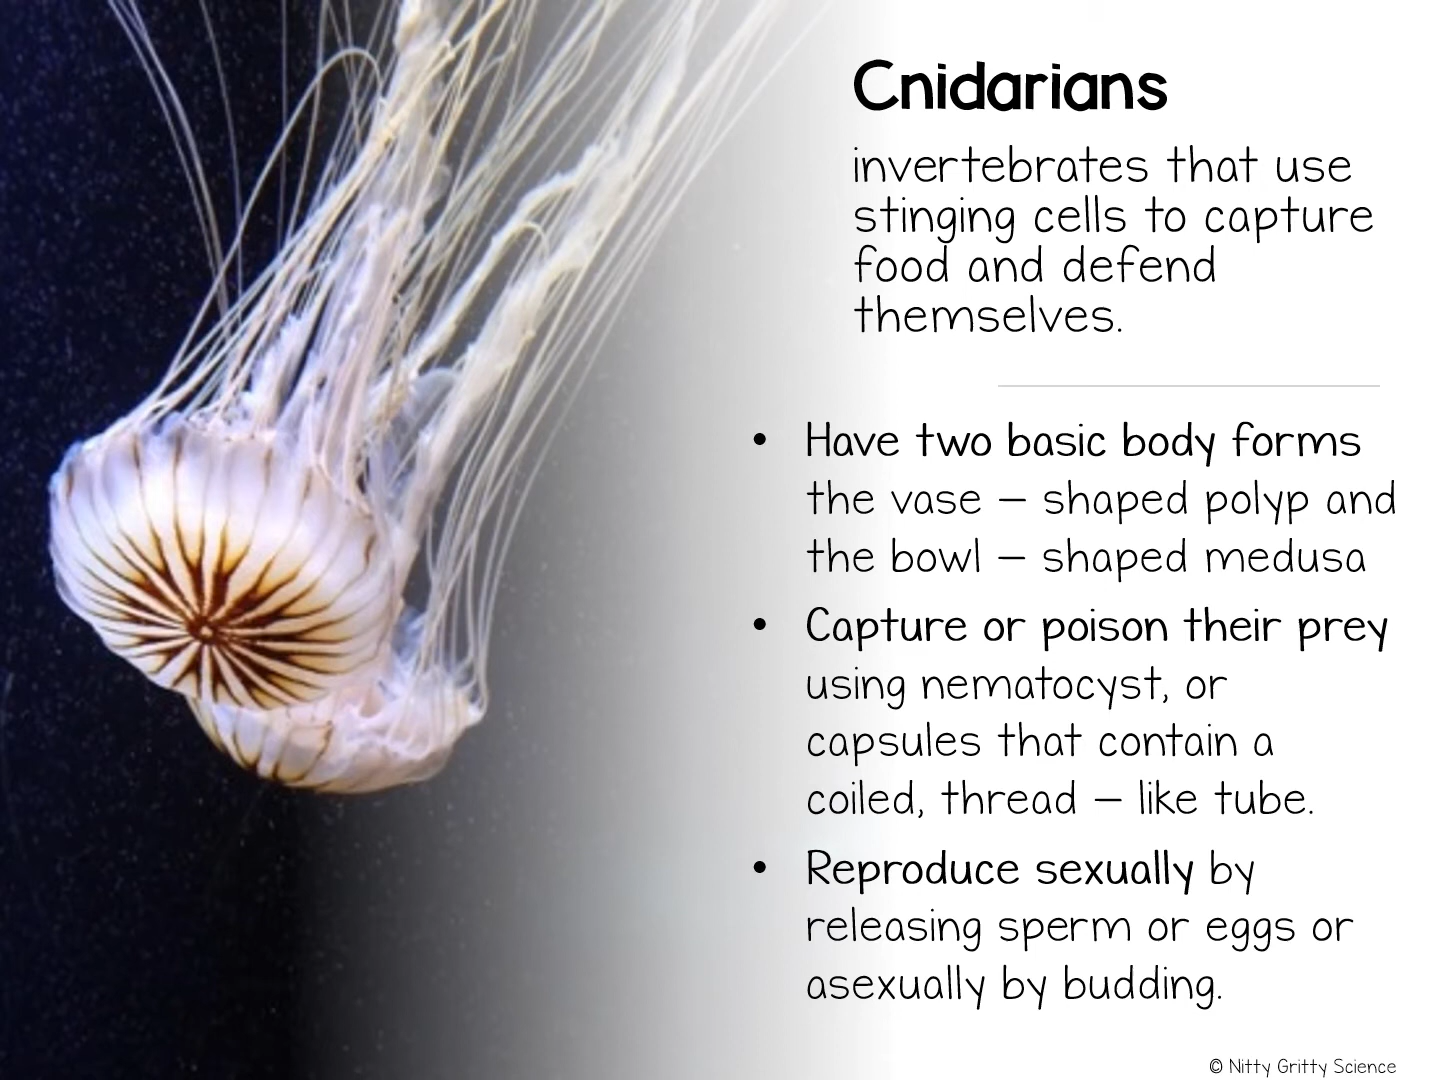 Cnidarians
invertebrates that use
stinging cells to capture
food and defend
themselves.
• Have two basic body forms
the vase – shaped polyp and
the bowl – shaped medusa
• Capture or poison their prey
using nematocyst, or
capsules that contain a
coiled, thread – like tube.
• Reproduce sexually by
releasing sperm or eggs or
asexually by budding.
© Nitty Gritty Science